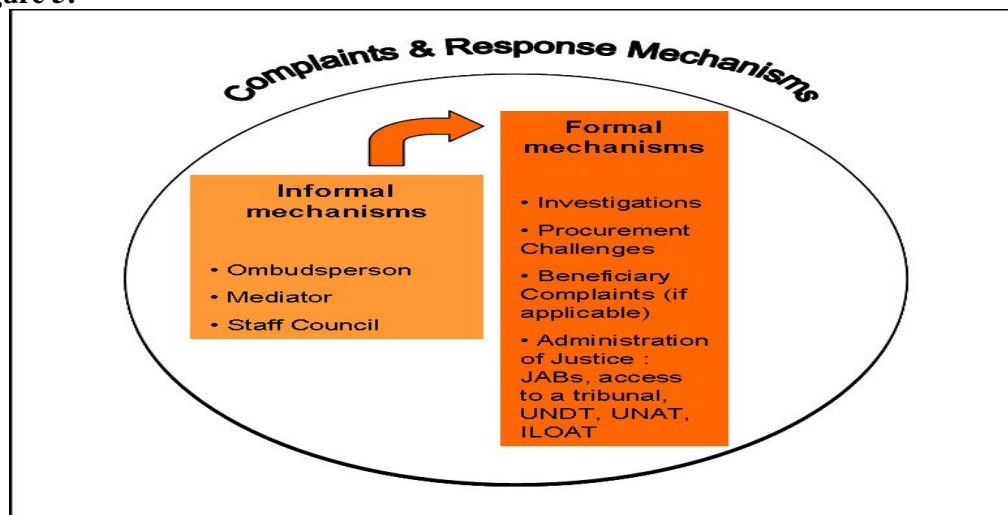 Complaints & Response Mechanisms
Informal
mechanisms
• Ombudsperson
• Mediator
• Staff Council
Formal
mechanisms
• Investigations
• Procurement
Challenges
• Beneficiary
Complaints (if
applicable)
• Administration
of Justice :
JABs, access
to a tribunal,
UNDT, UNAT,
ILOAT